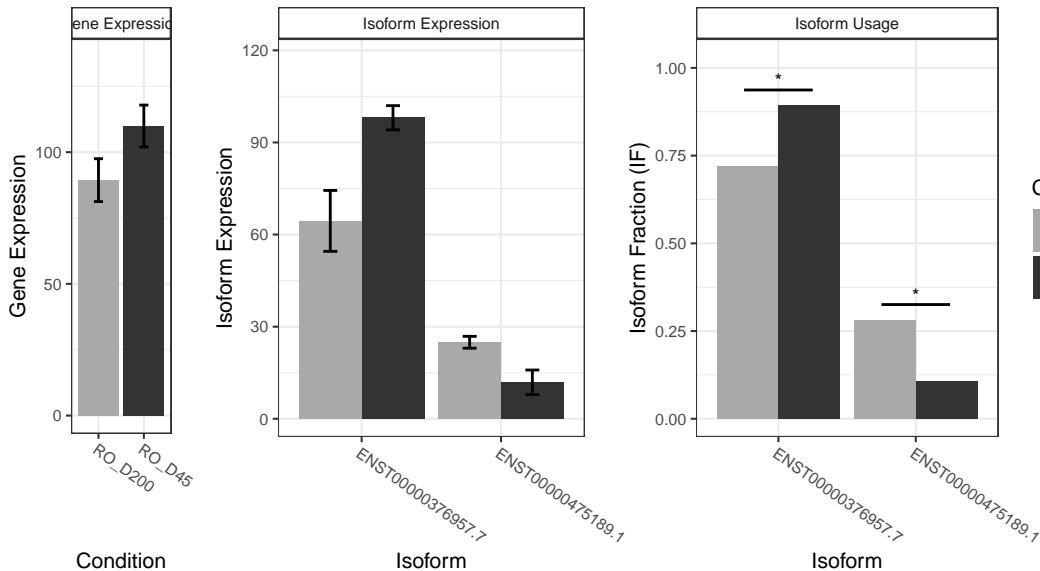 ene Expressio
Gene Expression
100
50
0
RO_D200
RO_D45
Condition
Isoform Expression
Isoform Expression
120
90
60
30
0
ENST00000376957.7
ENST00000475189.1
Isoform
Isoform Usage
Isoform Fraction (IF)
1.00
0.75
0.50
0.25
0.00
*
*
ENST00000376957.7
ENST00000475189.1
Isoform